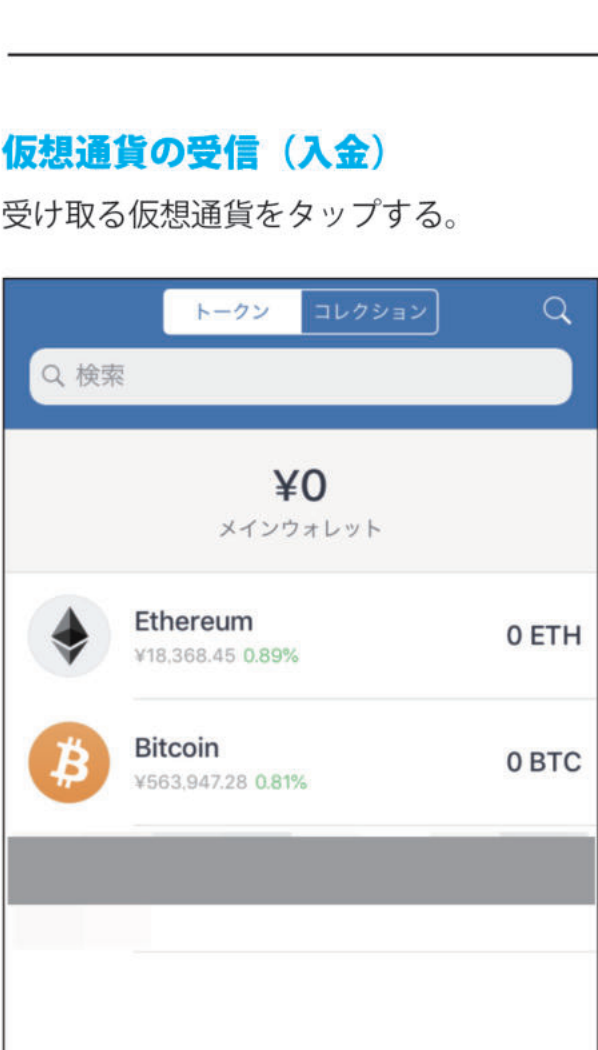 仮想通貨の受信（入金）
受け取る仮想通貨をタップする。
トークン コレクション
検索
¥0
メインウォレット
Ethereum
¥18,368.45 0.89%
0 ETH
Bitcoin
¥563,947.28 0.81%
0 BTC